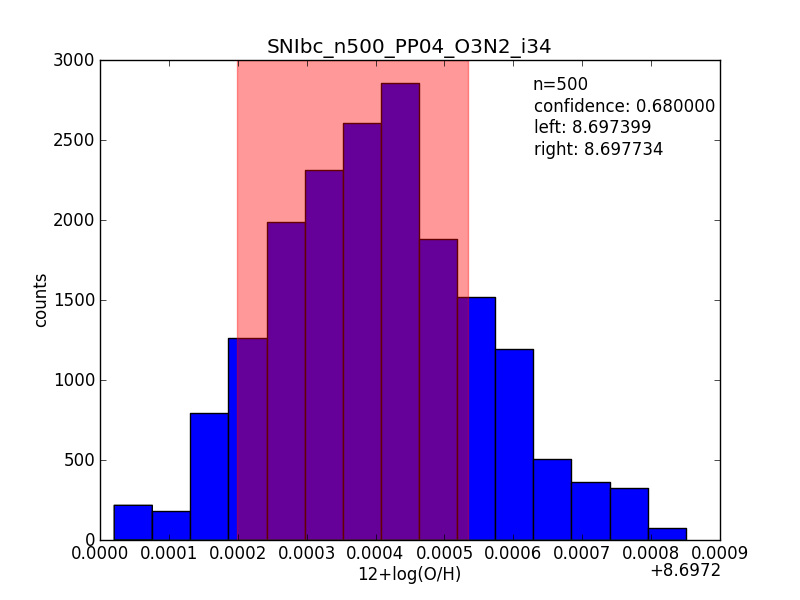 SNIbc_n500_PP04_O3N2_i34
3000
2500
2000
1500
1000
500
0
counts
n=500
confidence: 0.680000
left: 8.697399
right: 8.697734
0.0000 0.0001 0.0002 0.0003 0.0004 0.0005 0.0006 0.0007 0.0008 0.0009
+8.6972
12+log(O/H)